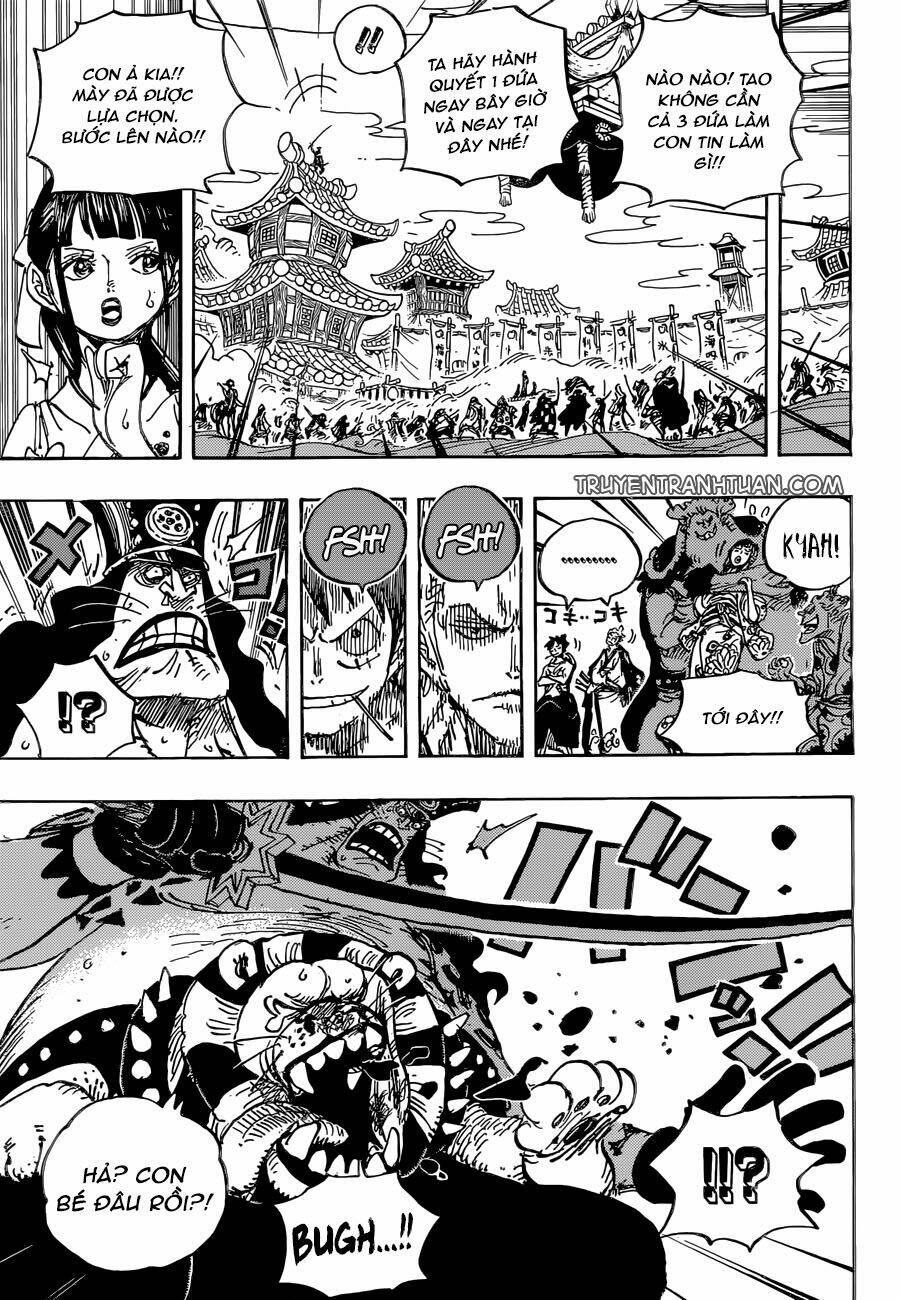 NÀO NÀO! TAO
KHÔNG CẦN
CẢ 3 ĐỨA LÀM
CON TIN LÀM
GÌ!!
TA HÃY HÀNH
QUYẾT 1 ĐỨA
NGAY BÂY GIỜ
VÀ NGAY TẠI
ĐÂY NHÉ!
!!
CON Ả KIA!!
MÀY ĐÃ ĐƯỢC
LỰA CHỌN.
BƯỚC LÊN NÀO!!
TRUYENTRANHTUAN.COM
KYAH!
TỚI ĐÂY!!
..........
コキ..コキ
FSH!
FSH!
!?
!!?
HẢ? CON
BÉ ĐÂU RỒI?!
BUGH...!!